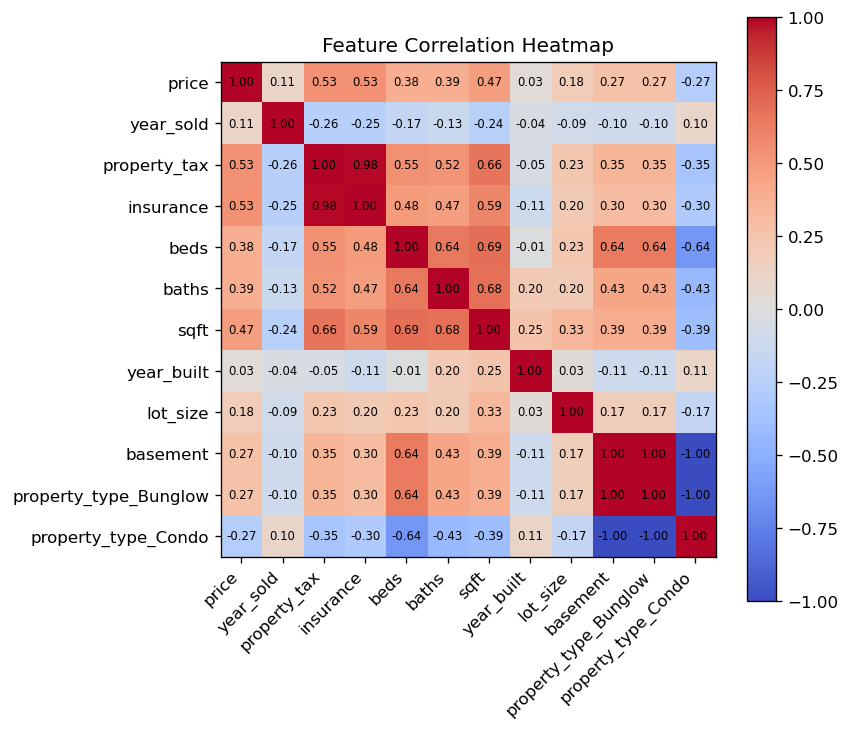 Feature Correlation Heatmap
price 1.00 0.11 0.53 0.53 0.38 0.39 0.47 0.03 0.18 0.27 0.27 -0.27
year_sold 0.11 1.00 -0.26 -0.25 -0.17 -0.13 -0.24 -0.04 -0.09 -0.10 -0.10 0.10
property_tax 0.53 -0.26 1.00 0.98 0.55 0.52 0.66 -0.05 0.23 0.35 0.35 -0.35
insurance 0.53 -0.25 0.98 1.00 0.48 0.47 0.59 -0.11 0.20 0.30 0.30 -0.30
beds 0.38 -0.17 0.55 0.48 1.00 0.64 0.69 -0.01 0.23 0.64 0.64 -0.64
baths 0.39 -0.13 0.52 0.47 0.64 1.00 0.68 0.20 0.20 0.43 0.43 -0.43
sqft 0.47 -0.24 0.66 0.59 0.69 0.68 1.00 0.25 0.33 0.39 0.39 -0.39
year_built 0.03 -0.04 -0.05 -0.11 -0.01 0.20 0.25 1.00 0.03 -0.11 -0.11 0.11
lot_size 0.18 -0.09 0.23 0.20 0.23 0.20 0.33 0.03 1.00 0.17 0.17 -0.17
basement 0.27 -0.10 0.35 0.30 0.64 0.43 0.39 -0.11 0.17 1.00 1.00 -1.00
property_type_Bunglow 0.27 -0.10 0.35 0.30 0.64 0.43 0.39 -0.11 0.17 1.00 1.00 -1.00
property_type_Condo -0.27 0.10 -0.35 -0.30 -0.64 -0.43 -0.39 0.11 -0.17 -1.00 -1.00 1.00
price
year_sold
property_tax
insurance
beds
baths
sqft
year_built
lot_size
basement
property_type_Bunglow
property_type_Condo
1.00
0.75
0.50
0.25
0.00
−0.25
−0.50
−0.75
−1.00